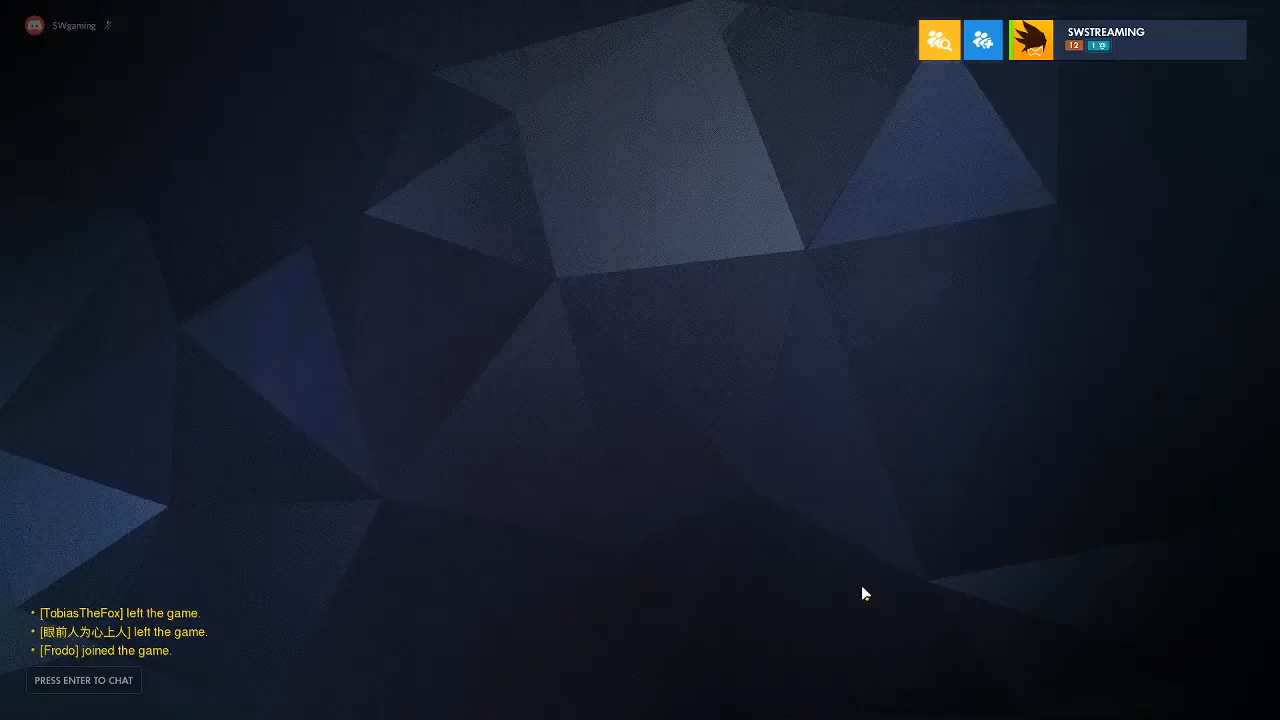 SWgaming
SWSTREAMING
12
1
• [TobiasTheFox] left the game.
• [眼前人为心上人] left the game.
• [Frodo] joined the game.
PRESS ENTER TO CHAT